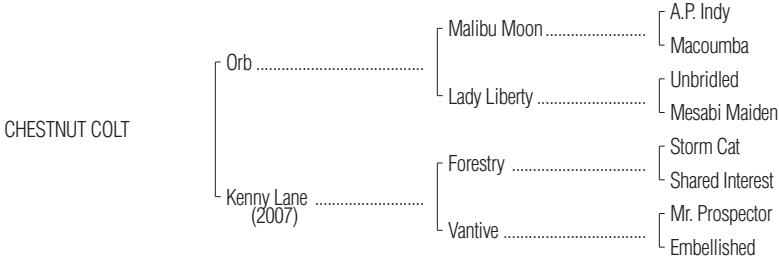 A.P. Indy
Malibu Moon
Macoumba
Orb
Unbridled
Lady Liberty
Mesabi Maiden
CHESTNUT COLT
Storm Cat
Forestry
Shared Interest
Kenny Lane
(2007)
Mr. Prospector
Vantive
Embellished